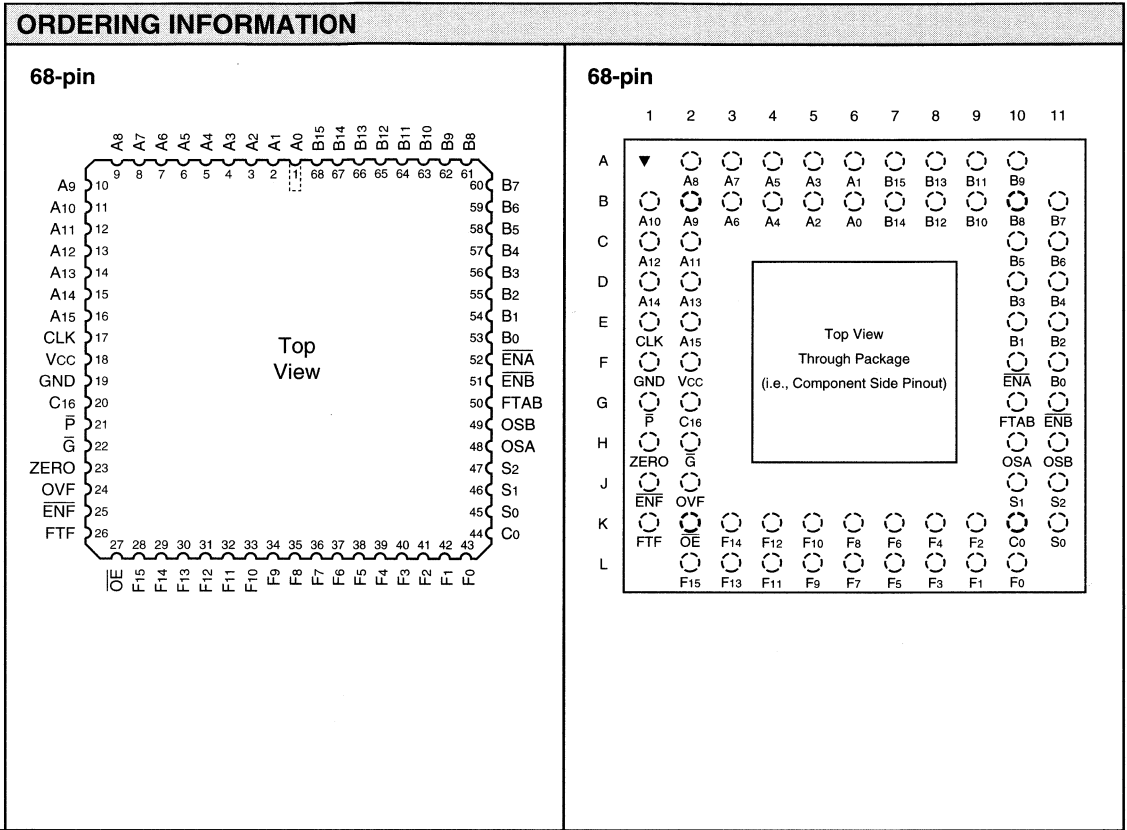 ORDERING INFORMATION
68-pin
A8 A7 A6 A5 A4 A3 A2 A1 A0 B15 B14 B13 B12 B11 B10 B9 B8
9 8 7 6 5 4 3 2 1 68 67 66 65 64 63 62 61
A9 10 60 B7
A10 11 59 B6
A11 12 58 B5
A12 13 57 B4
A13 14 56 B3
A14 15 55 B2
A15 16 54 B1
CLK 17 53 B0
VCC 18 52 E̅N̅A̅
GND 19 51 E̅N̅B̅
C16 20 50 FTAB
P̅ 21 49 OSB
G̅ 22 48 OSA
ZERO 23 47 S2
OVF 24 46 S1
E̅N̅F̅ 25 45 S0
FTF 26 44 C0
Top
View
27 28 29 30 31 32 33 34 35 36 37 38 39 40 41 42 43
O̅E̅ F15 F14 F13 F12 F11 F10 F9 F8 F7 F6 F5 F4 F3 F2 F1 F0
68-pin
1 2 3 4 5 6 7 8 9 10 11
A
A8 A7 A5 A3 A1 B15 B13 B11 B9
B
A10 A9 A6 A4 A2 A0 B14 B12 B10 B8 B7
C
A12 A11 B5 B6
D
A14 A13 B3 B4
E
CLK A15 B1 B2
F
GND VCC E̅N̅A̅ B0
G
P̅ C16 FTAB E̅N̅B̅
H
ZERO G̅ OSA OSB
J
E̅N̅F̅ OVF S1 S2
K
FTF O̅E̅ F14 F12 F10 F8 F6 F4 F2 C0 S0
L
F15 F13 F11 F9 F7 F5 F3 F1 F0
Top View
Through Package
(i.e., Component Side Pinout)